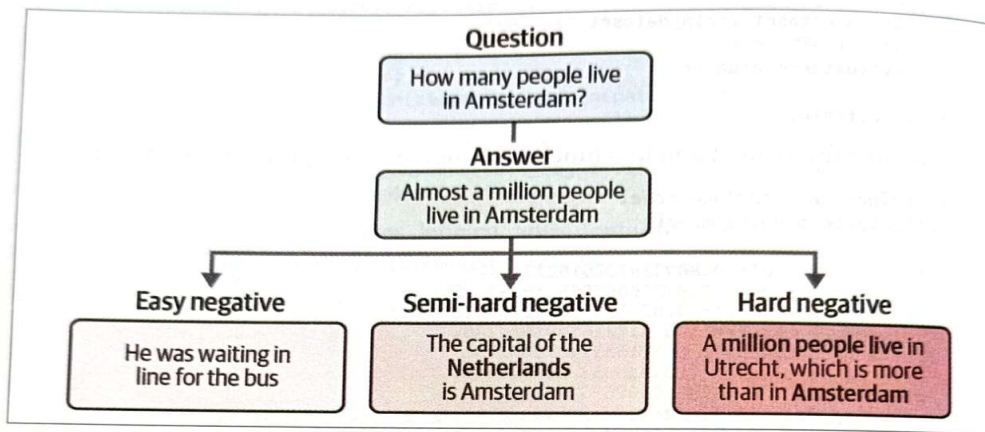 Question
How many people live
in Amsterdam?
Answer
Almost a million people
live in Amsterdam
Easy negative
He was waiting in
line for the bus
Semi-hard negative
The capital of the
Netherlands
is Amsterdam
Hard negative
A million people live in
Utrecht, which is more
than in Amsterdam